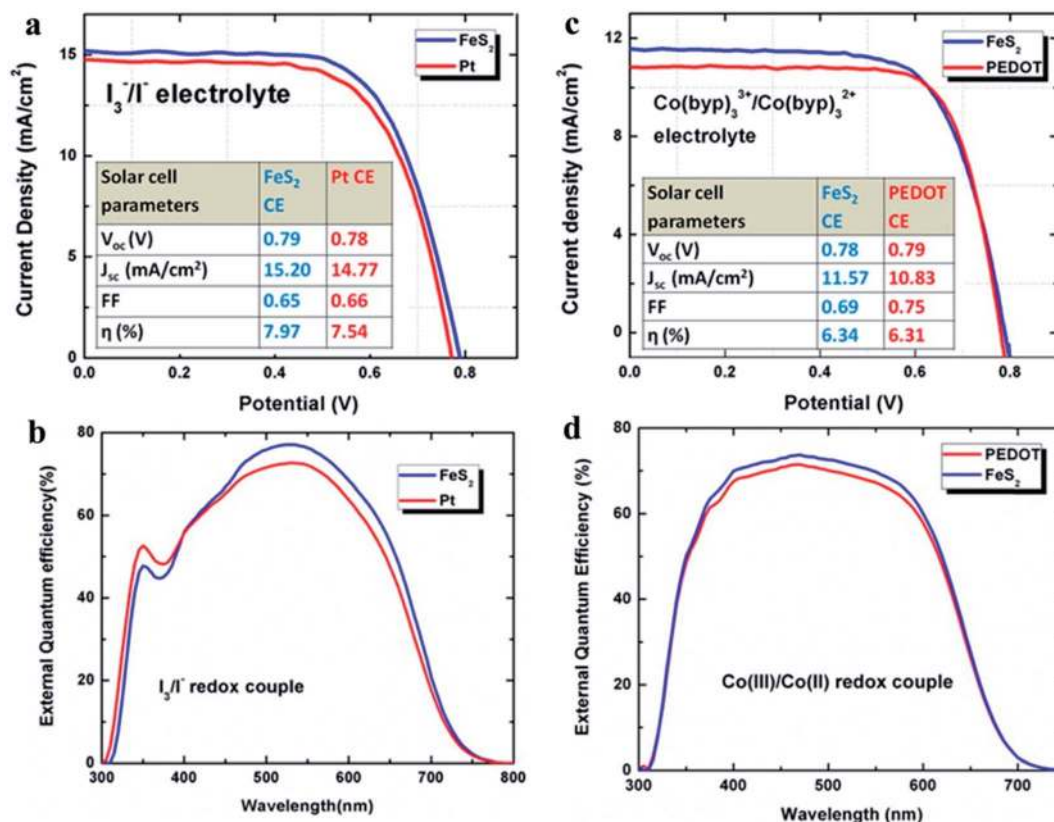 a
15
10
5
0
0.0 0.2 0.4 0.6 0.8
Current Density (mA/cm²)
Potential (V)
FeS₂
Pt
I₃⁻/I⁻ electrolyte
Solar cell parameters FeS₂ CE Pt CE
Vₒc (V) 0.79 0.78
Jsc (mA/cm²) 15.20 14.77
FF 0.65 0.66
η (%) 7.97 7.54
c
12
8
4
0
0.0 0.2 0.4 0.6 0.8
Current density (mA/cm²)
Potential (V)
FeS₂
PEDOT
Co(byp)₃³⁺/Co(byp)₃²⁺
electrolyte
Solar cell parameters FeS₂ CE PEDOT CE
Vₒc (V) 0.78 0.79
Jsc (mA/cm²) 11.57 10.83
FF 0.69 0.75
η (%) 6.34 6.31
b
80
60
40
20
0
300 400 500 600 700 800
External Quantum efficiency(%)
Wavelength(nm)
FeS₂
Pt
I₃/I⁻ redox couple
d
80
60
40
20
0
300 400 500 600 700
External Quantum Efficiency (%)
Wavelength (nm)
PEDOT
FeS₂
Co(III)/Co(II) redox couple